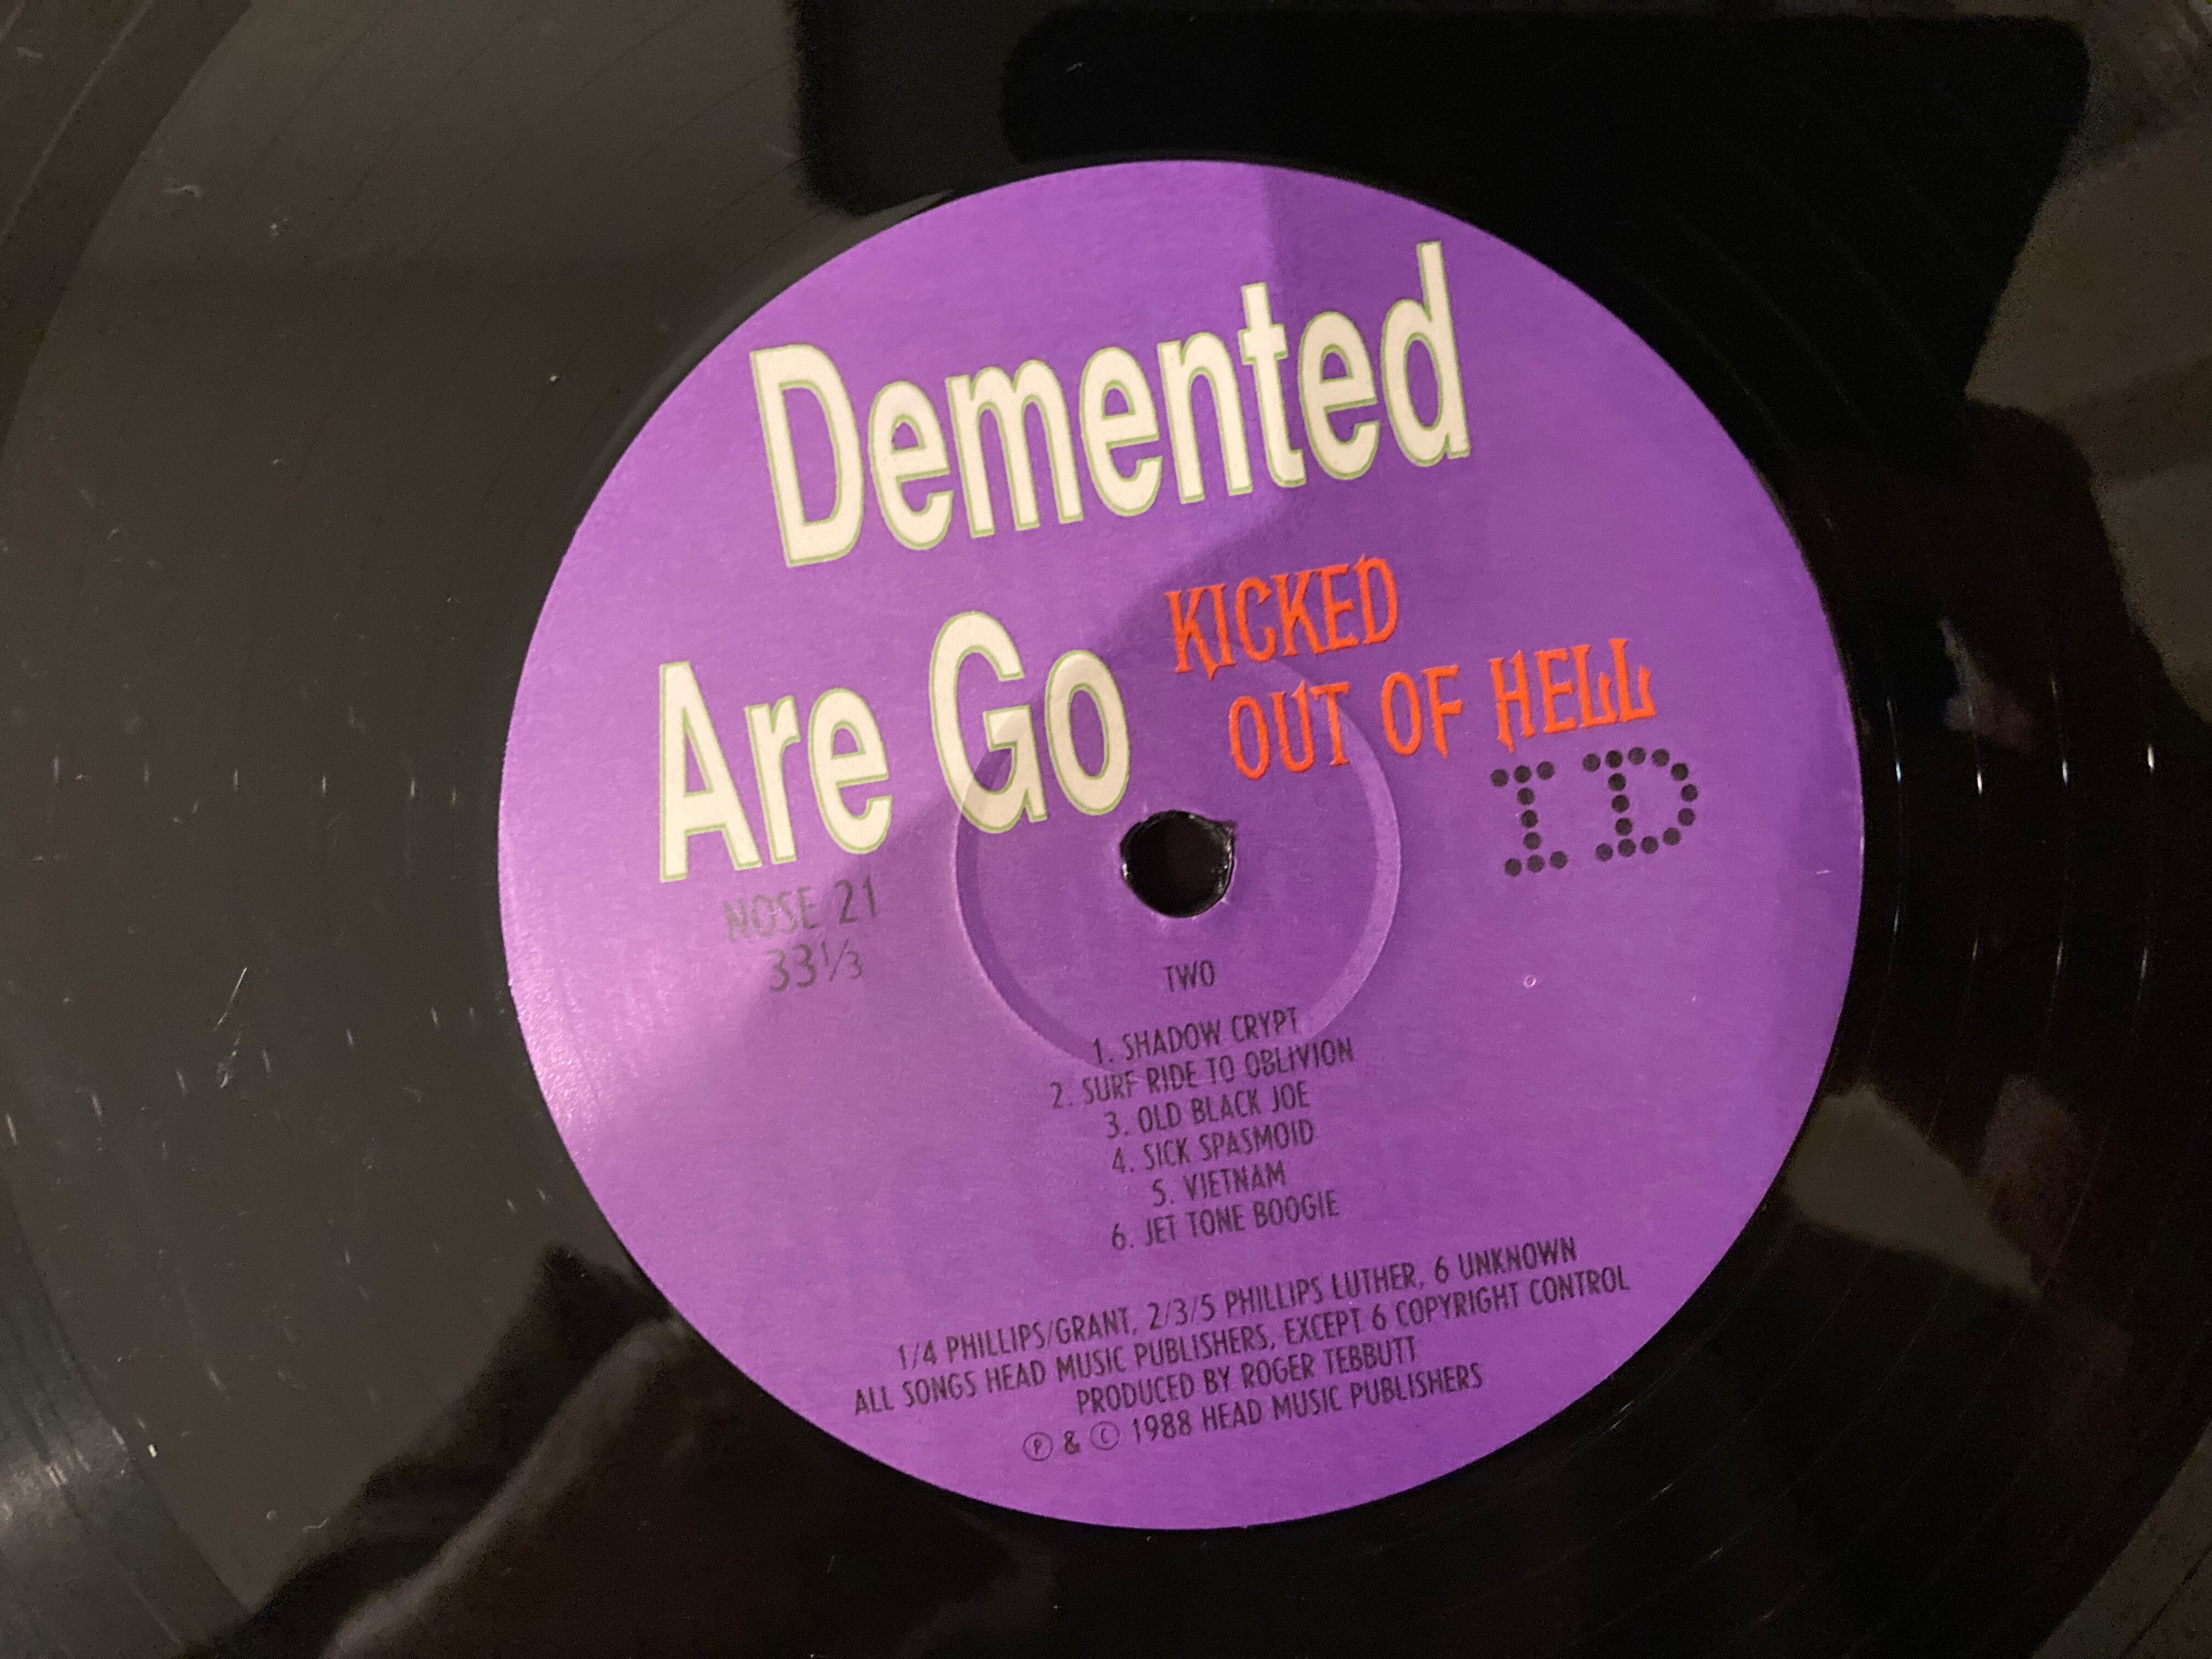 Demented
Are Go
KICKED
OUT OF HELL
ID
NOSE 21
33⅓
TWO
1. SHADOW CRYPT
2. SURF RIDE TO OBLIVION
3. OLD BLACK JOE
4. SICK SPASMOID
5. VIETNAM
6. JET TONE BOOGIE
1/4 PHILLIPS/GRANT, 2/3/5 PHILLIPS LUTHER, 6 UNKNOWN
ALL SONGS HEAD MUSIC PUBLISHERS, EXCEPT 6 COPYRIGHT CONTROL
PRODUCED BY ROGER TEBBUTT
℗ & © 1988 HEAD MUSIC PUBLISHERS